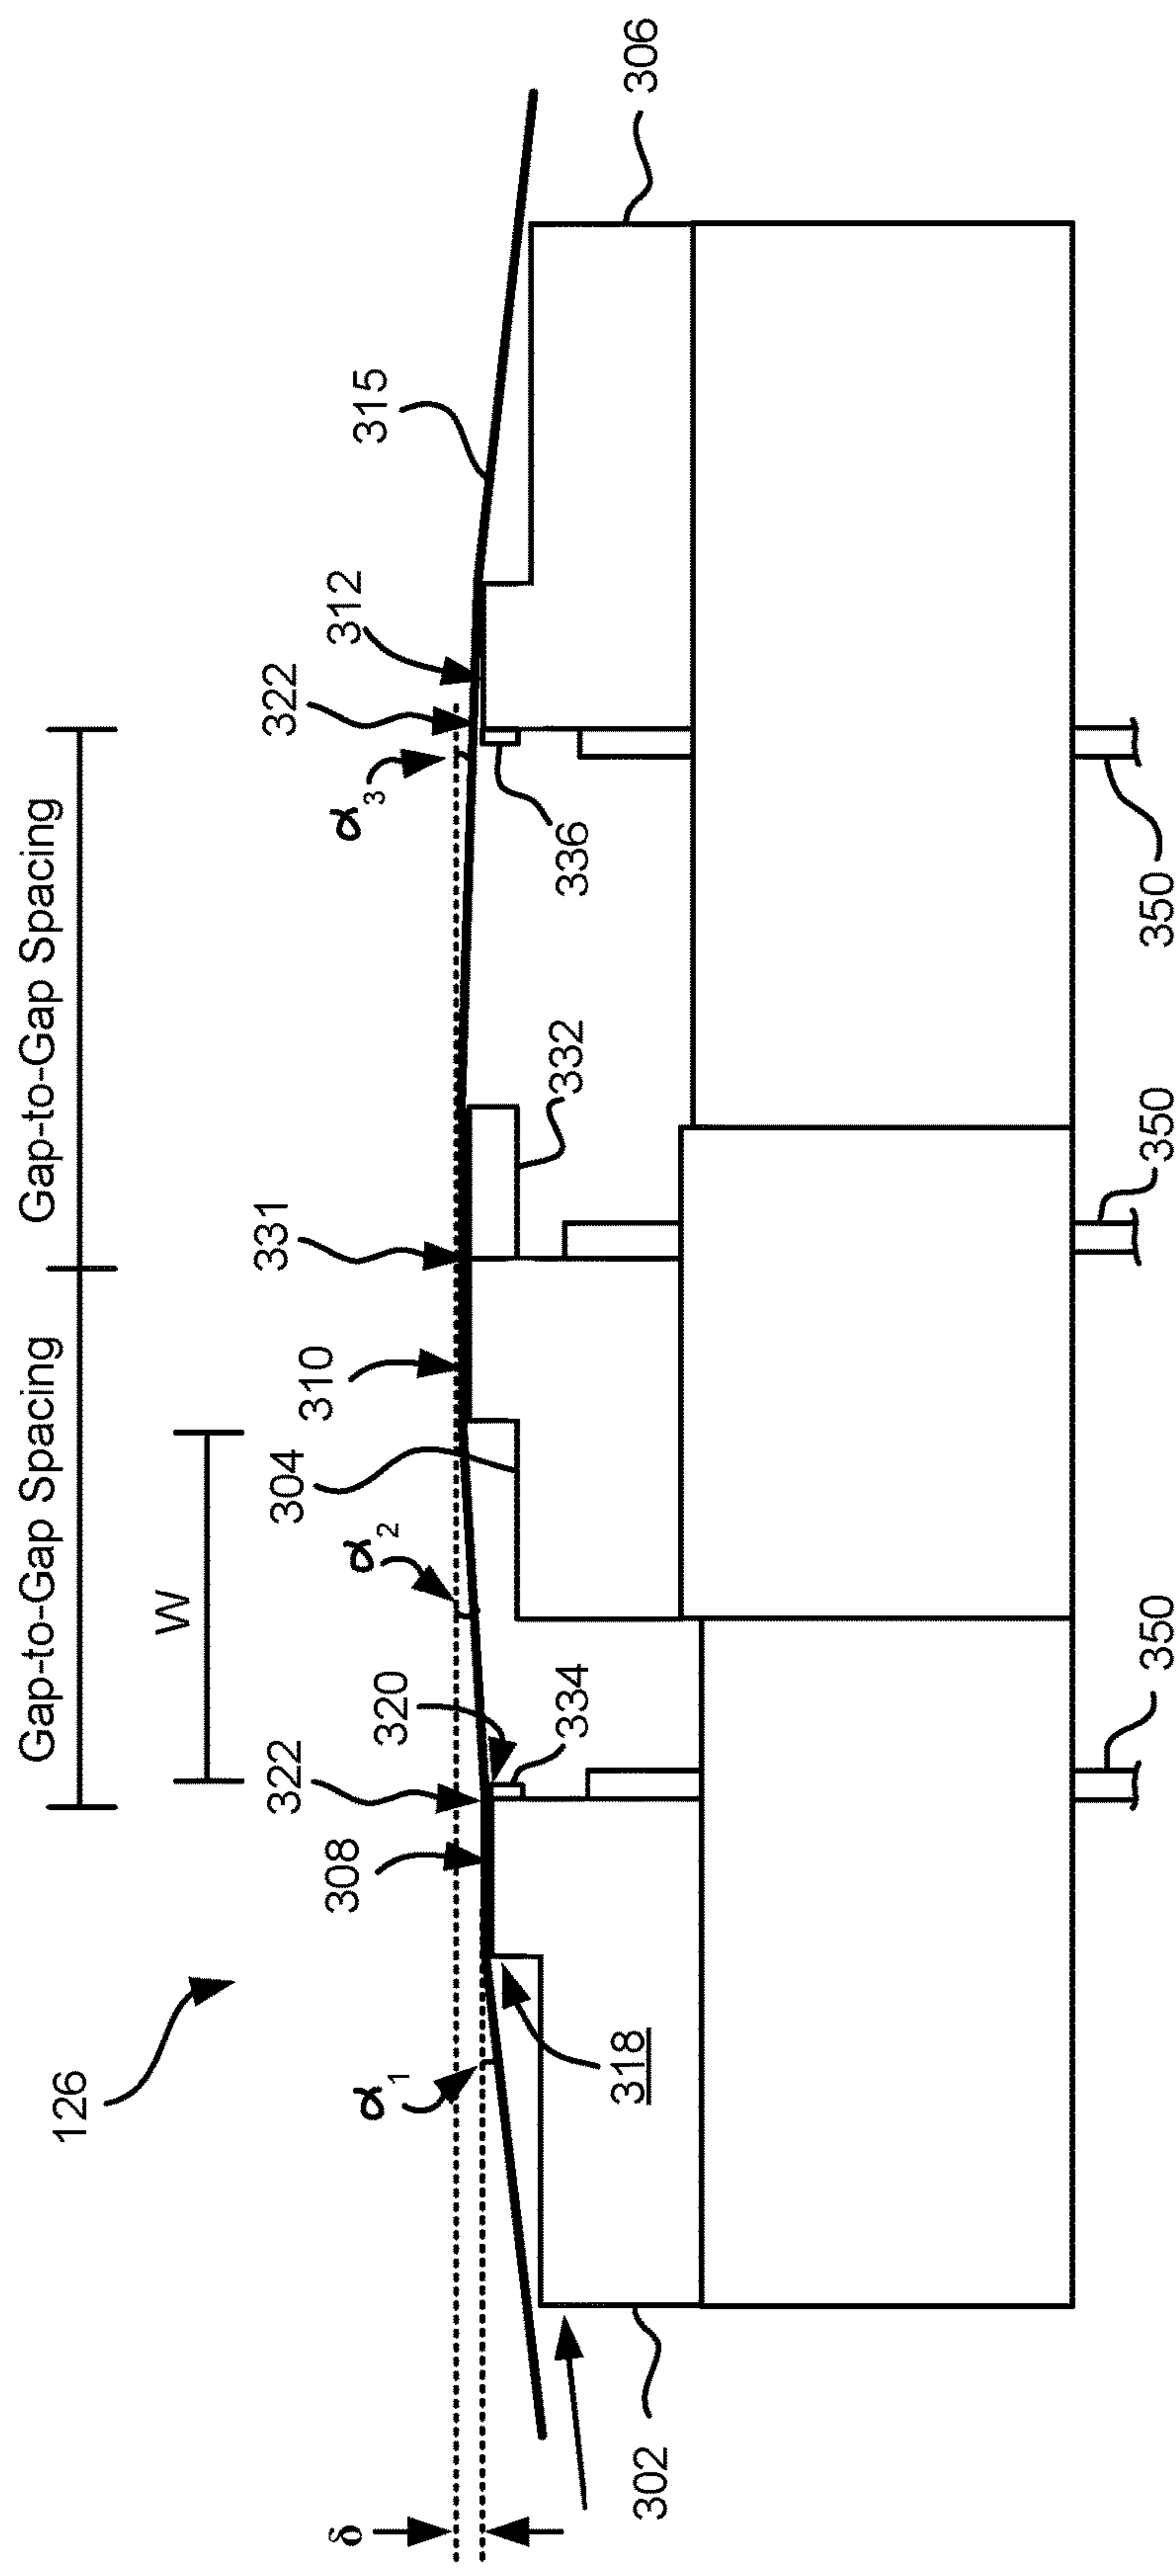 Gap-to-Gap Spacing
Gap-to-Gap Spacing
W
126
δ
α1
308
322
320
334
α2
304
310
331
332
α3
322
312
336
315
306
318
302
350
350
350